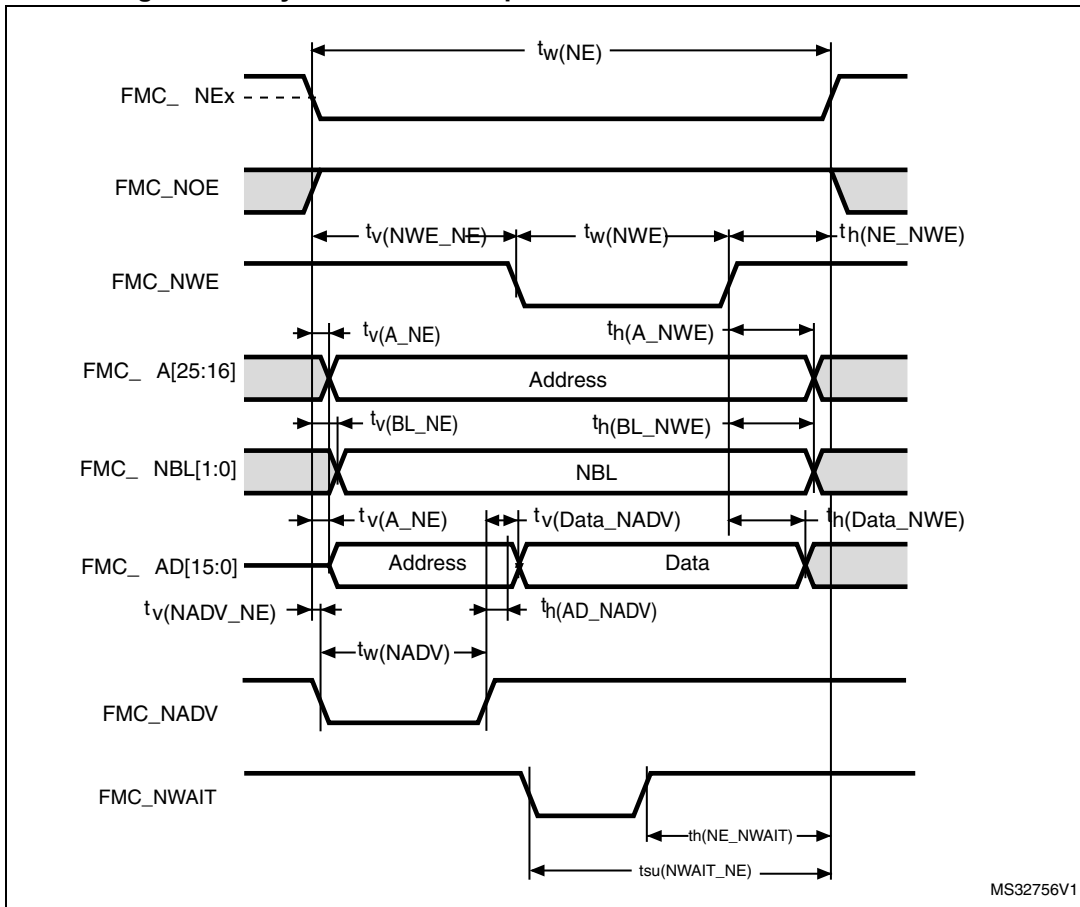 tw(NE)
FMC_ NEx
FMC_NOE
tv(NWE_NE)
tw(NWE)
th(NE_NWE)
FMC_NWE
tv(A_NE)
th(A_NWE)
FMC_ A[25:16]
Address
tv(BL_NE)
th(BL_NWE)
FMC_ NBL[1:0]
NBL
tv(A_NE)
tv(Data_NADV)
th(Data_NWE)
FMC_ AD[15:0]
Address
Data
tv(NADV_NE)
th(AD_NADV)
tw(NADV)
FMC_NADV
FMC_NWAIT
th(NE_NWAIT)
tsu(NWAIT_NE)
MS32756V1